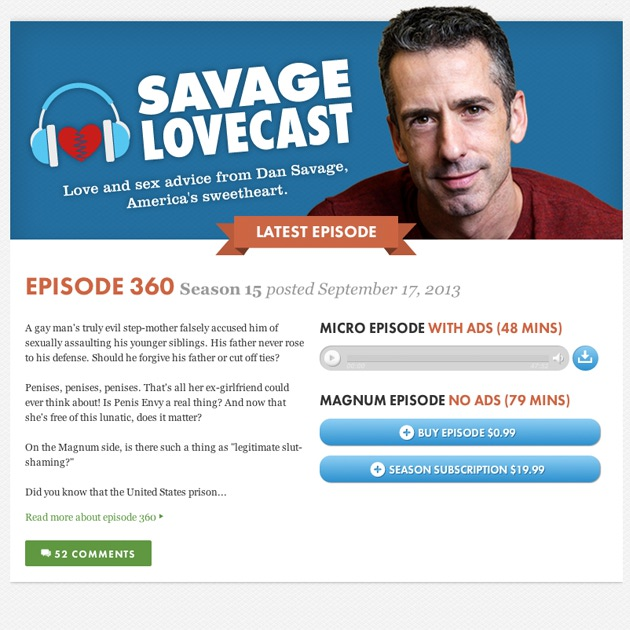 SAVAGE
LOVECAST
Love and sex advice from Dan Savage,
America's sweetheart.
LATEST EPISODE
EPISODE 360 Season 15 posted September 17, 2013
A gay man's truly evil step-mother falsely accused him of
sexually assaulting his younger siblings. His father never rose
to his defense. Should he forgive his father or cut off ties?
Penises, penises, penises. That's all her ex-girlfriend could
ever think about! Is Penis Envy a real thing? And now that
she's free of this lunatic, does it matter?
On the Magnum side, is there such a thing as "legitimate slut-
shaming?"
Did you know that the United States prison...
Read more about episode 360
52 COMMENTS
MICRO EPISODE WITH ADS (48 MINS)
MAGNUM EPISODE NO ADS (79 MINS)
BUY EPISODE $0.99
SEASON SUBSCRIPTION $19.99